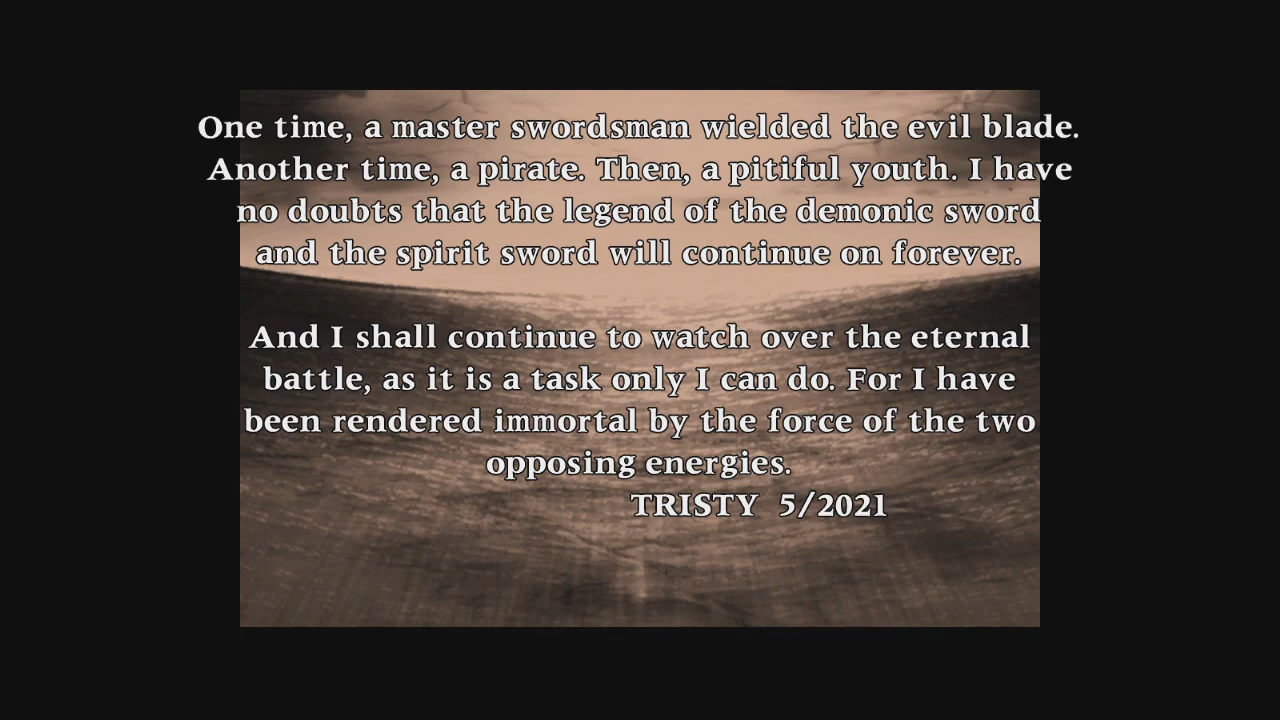 One time, a master swordsman wielded the evil blade.
Another time, a pirate. Then, a pitiful youth. I have
no doubts that the legend of the demonic sword
and the spirit sword will continue on forever.
And I shall continue to watch over the eternal
battle, as it is a task only I can do. For I have
been rendered immortal by the force of the two
opposing energies.
TRISTY 5/2021